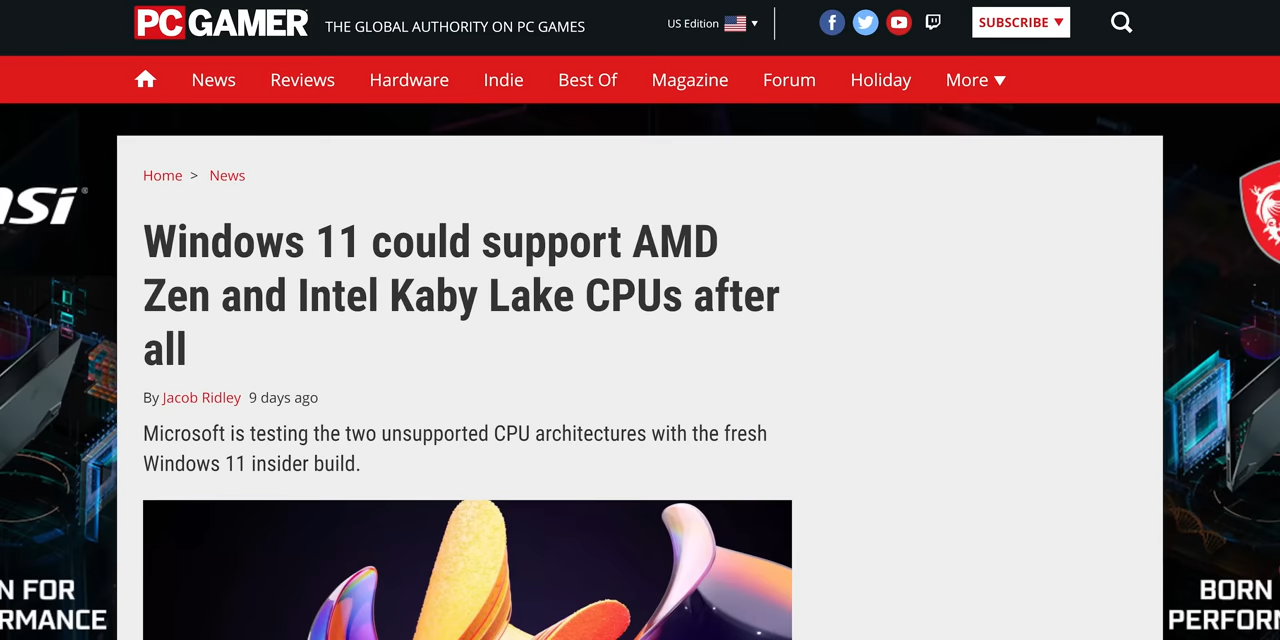 PC GAMER
THE GLOBAL AUTHORITY ON PC GAMES
US Edition
SUBSCRIBE
News Reviews Hardware Indie Best Of Magazine Forum Holiday More
Home > News
Windows 11 could support AMD
Zen and Intel Kaby Lake CPUs after
all
By Jacob Ridley 9 days ago
Microsoft is testing the two unsupported CPU architectures with the fresh
Windows 11 insider build.
N FOR
RMANCE
BORN
PERFOR